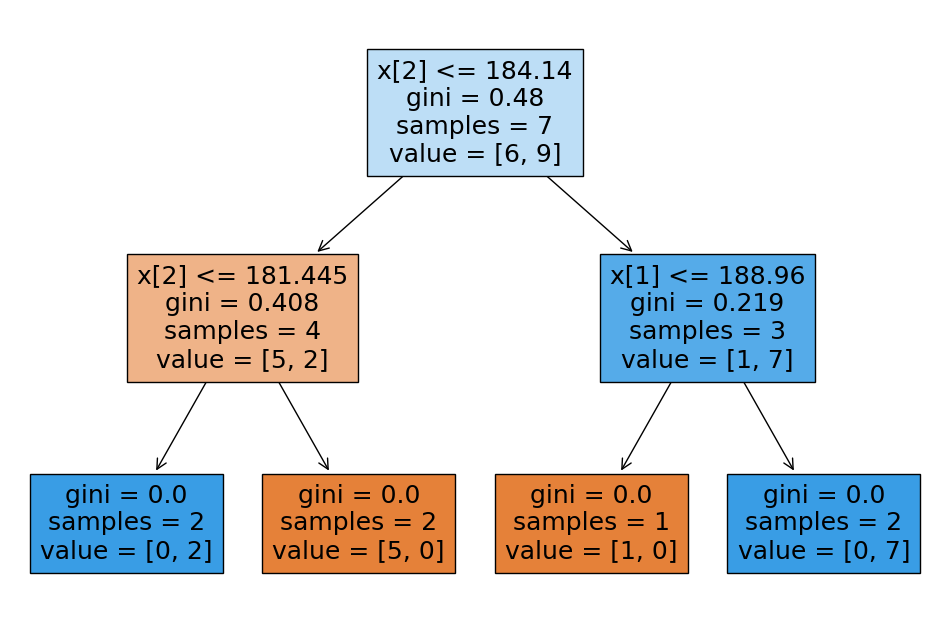 x[2] <= 184.14
gini = 0.48
samples = 7
value = [6, 9]
x[2] <= 181.445
gini = 0.408
samples = 4
value = [5, 2]
x[1] <= 188.96
gini = 0.219
samples = 3
value = [1, 7]
gini = 0.0
samples = 2
value = [0, 2]
gini = 0.0
samples = 2
value = [5, 0]
gini = 0.0
samples = 1
value = [1, 0]
gini = 0.0
samples = 2
value = [0, 7]